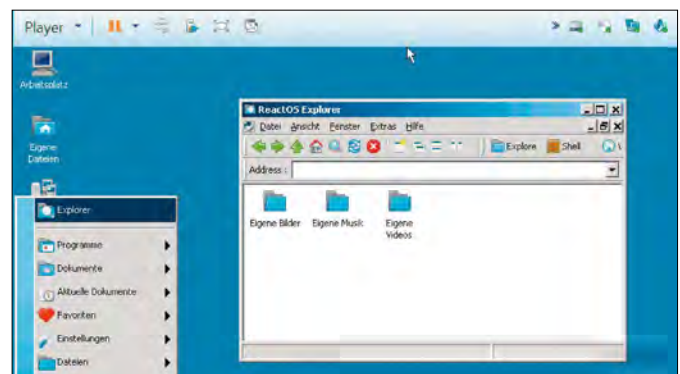 Player
Arbeitsplatz
Eigene
Dateien
ReactOS Explorer
Datei Ansicht Fenster Extras Hilfe
Explore Shell
Address :
Eigene Bilder Eigene Musik Eigene
Videos
Explorer
Programme
Dokumente
Aktuelle Dokumente
Favoriten
Einstellungen
Dateien